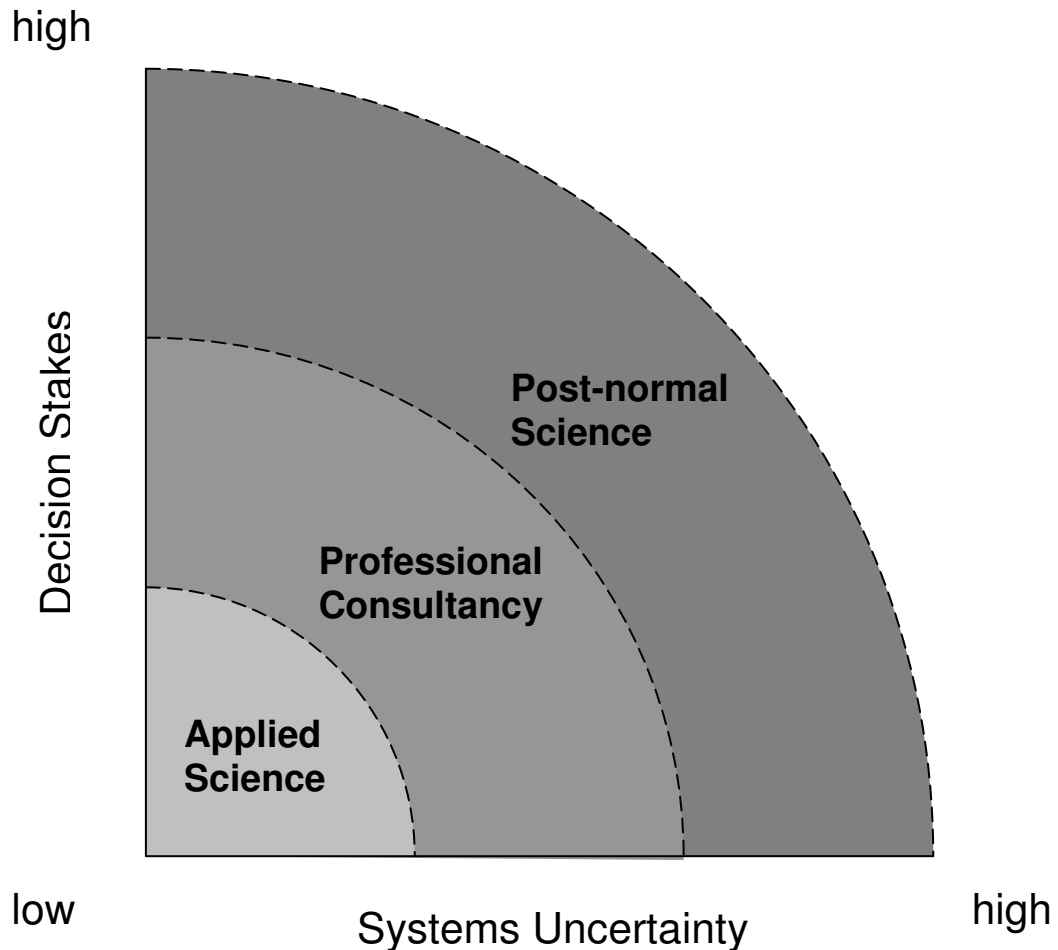 high
Decision Stakes
Post-normal
Science
Professional
Consultancy
Applied
Science
low
Systems Uncertainty
high